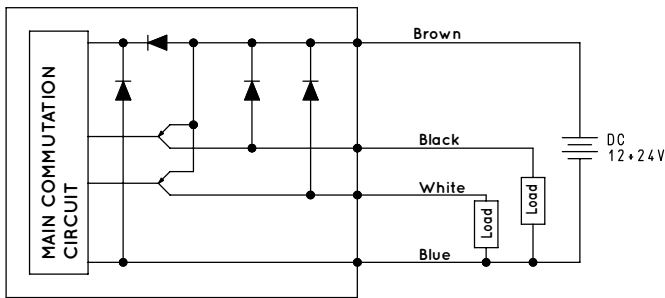 MAIN COMMUTATION
CIRCUIT
Brown
Black
White
Blue
Load
Load
DC
12÷24V